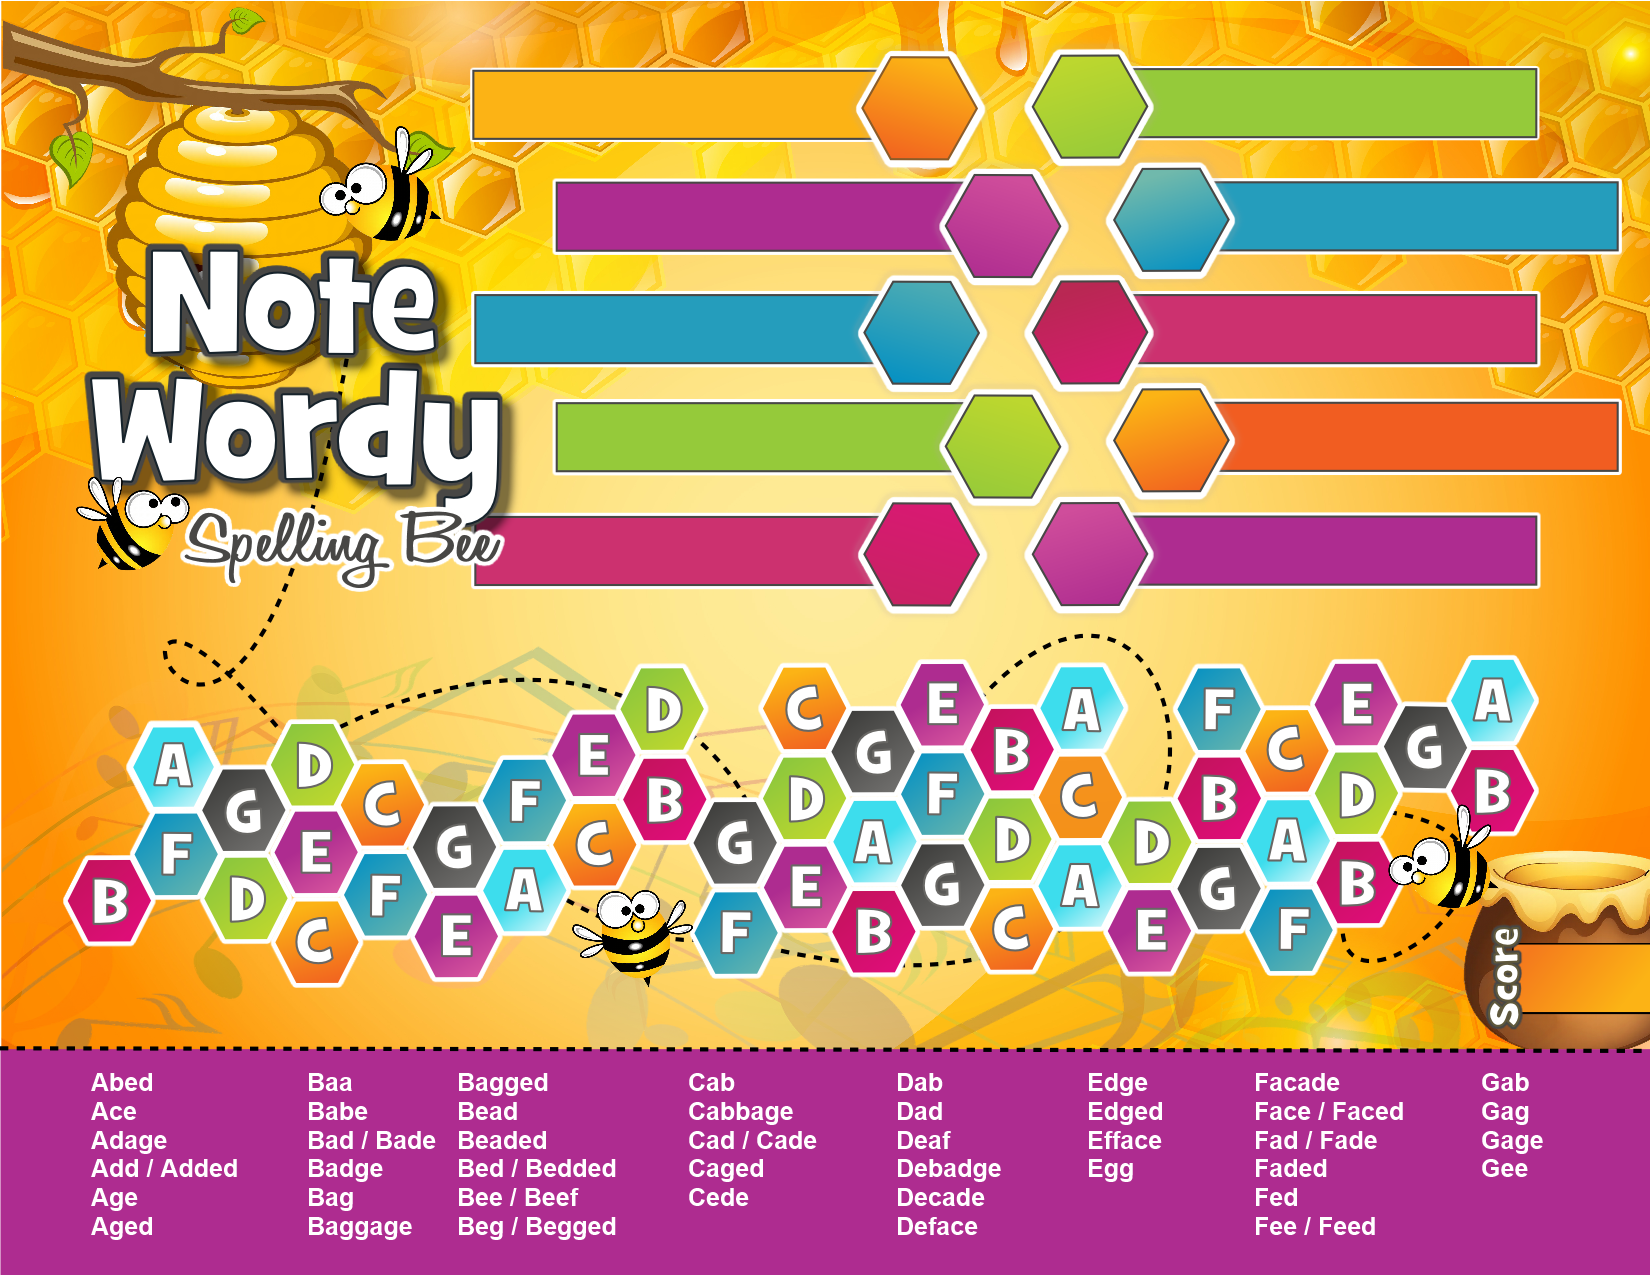 Note
Wordy
Spelling Bee
D C E A F E A
A D E G B C G
G C F B D F C B D B
F E G C G A D D A
B D F A E G A G B
C E F B C E F
Score
Abed
Ace
Adage
Add / Added
Age
Aged
Baa
Babe
Bad / Bade
Badge
Bag
Baggage
Bagged
Bead
Beaded
Bed / Bedded
Bee / Beef
Beg / Begged
Cab
Cabbage
Cad / Cade
Caged
Cede
Dab
Dad
Deaf
Debadge
Decade
Deface
Edge
Edged
Efface
Egg
Facade
Face / Faced
Fad / Fade
Faded
Fed
Fee / Feed
Gab
Gag
Gage
Gee